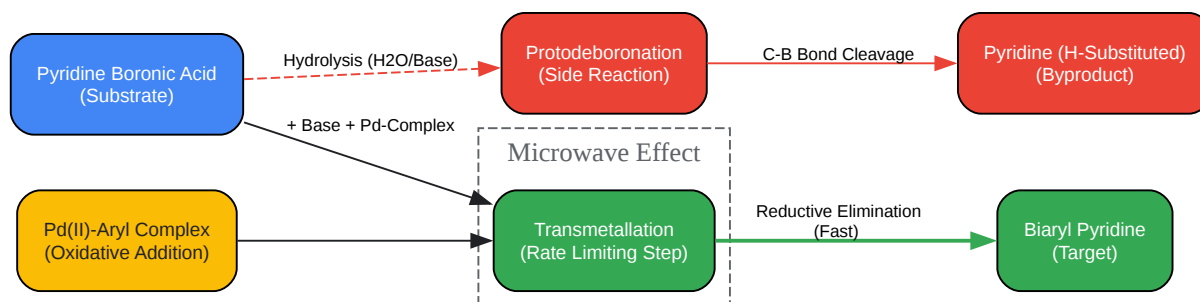 Pyridine Boronic Acid
(Substrate)
Hydrolysis (H2O/Base)
Protodeboronation
(Side Reaction)
C-B Bond Cleavage
Pyridine (H-Substituted)
(Byproduct)
+ Base + Pd-Complex
Microwave Effect
Pd(II)-Aryl Complex
(Oxidative Addition)
Transmetallation
(Rate Limiting Step)
Reductive Elimination
(Fast)
Biaryl Pyridine
(Target)